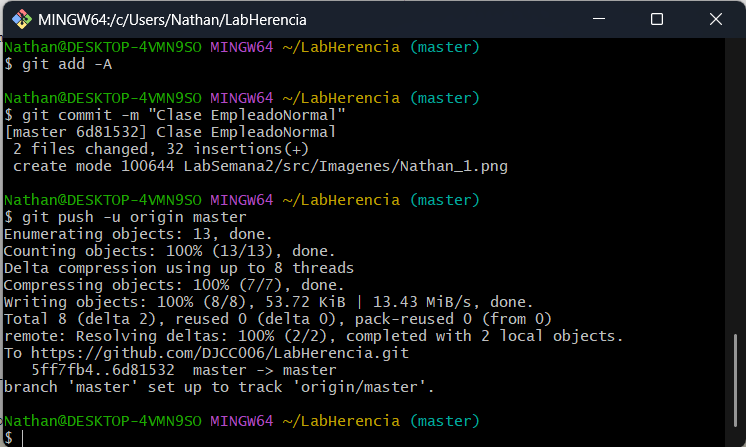 MINGW64:/c/Users/Nathan/LabHerencia
Nathan@DESKTOP-4VMN9SO MINGW64 ~/LabHerencia (master)
$ git add -A
Nathan@DESKTOP-4VMN9SO MINGW64 ~/LabHerencia (master)
$ git commit -m "Clase EmpleadoNormal"
[master 6d81532] Clase EmpleadoNormal
 2 files changed, 32 insertions(+)
 create mode 100644 LabSemana2/src/Imagenes/Nathan_1.png
Nathan@DESKTOP-4VMN9SO MINGW64 ~/LabHerencia (master)
$ git push -u origin master
Enumerating objects: 13, done.
Counting objects: 100% (13/13), done.
Delta compression using up to 8 threads
Compressing objects: 100% (7/7), done.
Writing objects: 100% (8/8), 53.72 KiB | 13.43 MiB/s, done.
Total 8 (delta 2), reused 0 (delta 0), pack-reused 0 (from 0)
remote: Resolving deltas: 100% (2/2), completed with 2 local objects.
To https://github.com/DJCC006/LabHerencia.git
   5ff7fb4..6d81532  master -> master
branch 'master' set up to track 'origin/master'.
Nathan@DESKTOP-4VMN9SO MINGW64 ~/LabHerencia (master)
$